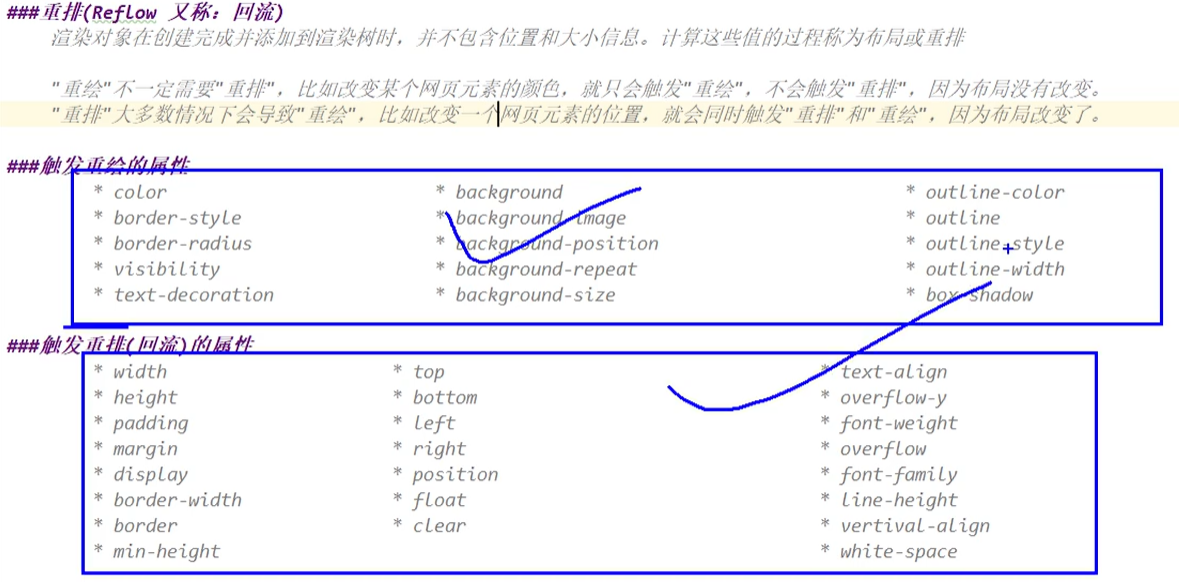 ###重排(Reflow 又称：回流)
渲染对象在创建完成并添加到渲染树时，并不包含位置和大小信息。计算这些值的过程称为布局或重排
"重绘"不一定需要"重排"，比如改变某个网页元素的颜色，就只会触发"重绘"，不会触发"重排"，因为布局没有改变。
"重排"大多数情况下会导致"重绘"，比如改变一个网页元素的位置，就会同时触发"重排"和"重绘"，因为布局改变了。
###触发重绘的属性
* color * background * outline-color
* border-style * background-image * outline
* border-radius * background-position * outline-style
* visibility * background-repeat * outline-width
* text-decoration * background-size * box-shadow
###触发重排(回流)的属性
* width * top * text-align
* height * bottom * overflow-y
* padding * left * font-weight
* margin * right * overflow
* display * position * font-family
* border-width * float * line-height
* border * clear * vertival-align
* min-height * white-space